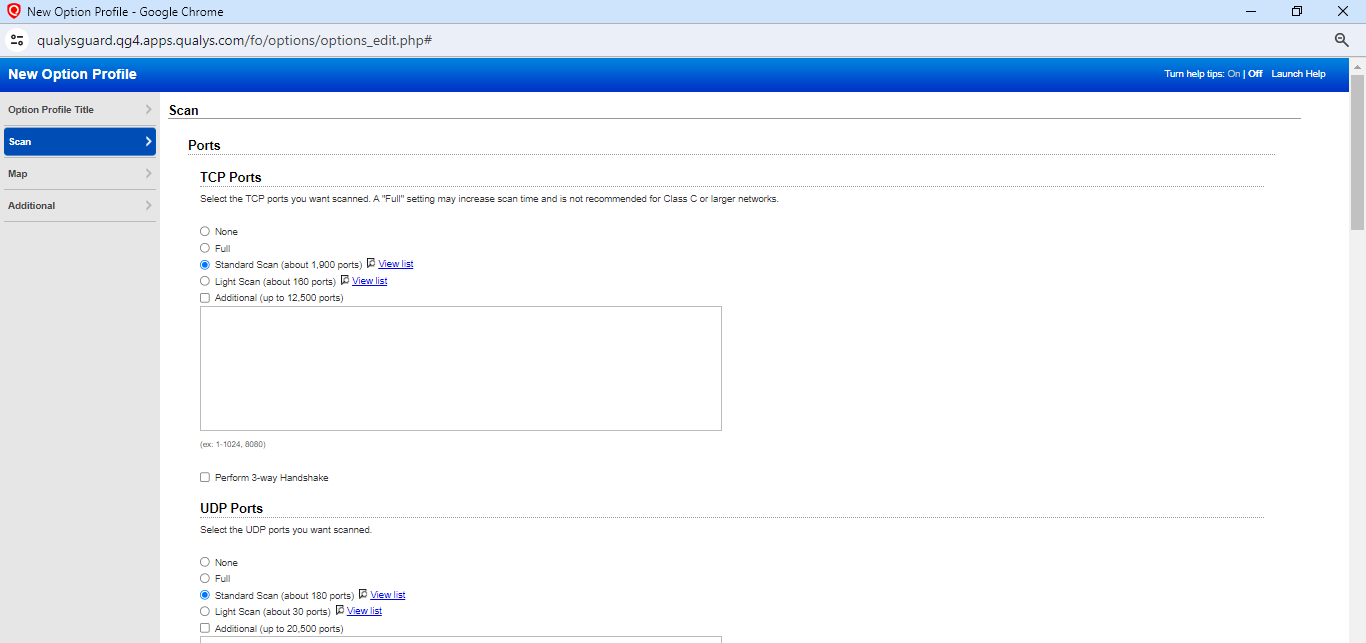 New Option Profile - Google Chrome
qualysguard.qg4.apps.qualys.com/fo/options/options_edit.php#
New Option Profile
Turn help tips: On | Off Launch Help
Option Profile Title
Scan
Map
Additional
Scan
Ports
TCP Ports
Select the TCP ports you want scanned. A "Full" setting may increase scan time and is not recommended for Class C or larger networks.
None
Full
Standard Scan (about 1,900 ports) View list
Light Scan (about 160 ports) View list
Additional (up to 12,500 ports)
(ex: 1-1024, 8080)
Perform 3-way Handshake
UDP Ports
Select the UDP ports you want scanned.
None
Full
Standard Scan (about 180 ports) View list
Light Scan (about 30 ports) View list
Additional (up to 20,500 ports)